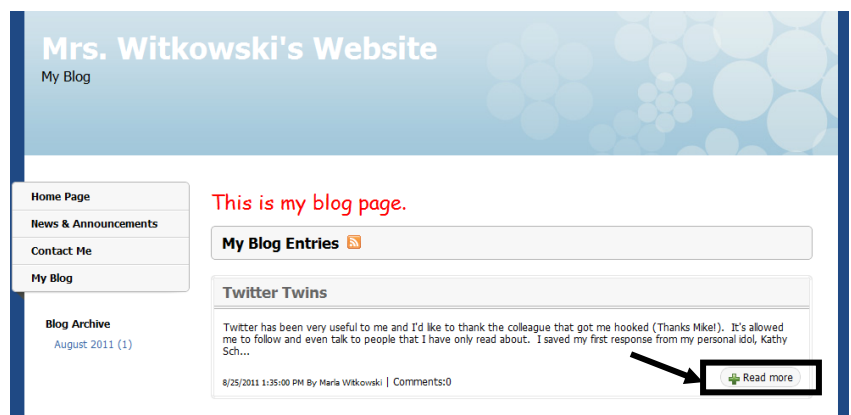 Mrs. Witkowski's Website
My Blog
Home Page
News & Announcements
Contact Me
My Blog
Blog Archive
August 2011 (1)
This is my blog page.
My Blog Entries
Twitter Twins
Twitter has been very useful to me and I'd like to thank the colleague that got me hooked (Thanks Mike!).  It's allowed
me to follow and even talk to people that I have only read about.  I saved my first response from my personal idol, Kathy
Sch...
8/25/2011 1:35:00 PM By Marla Witkowski | Comments:0
Read more